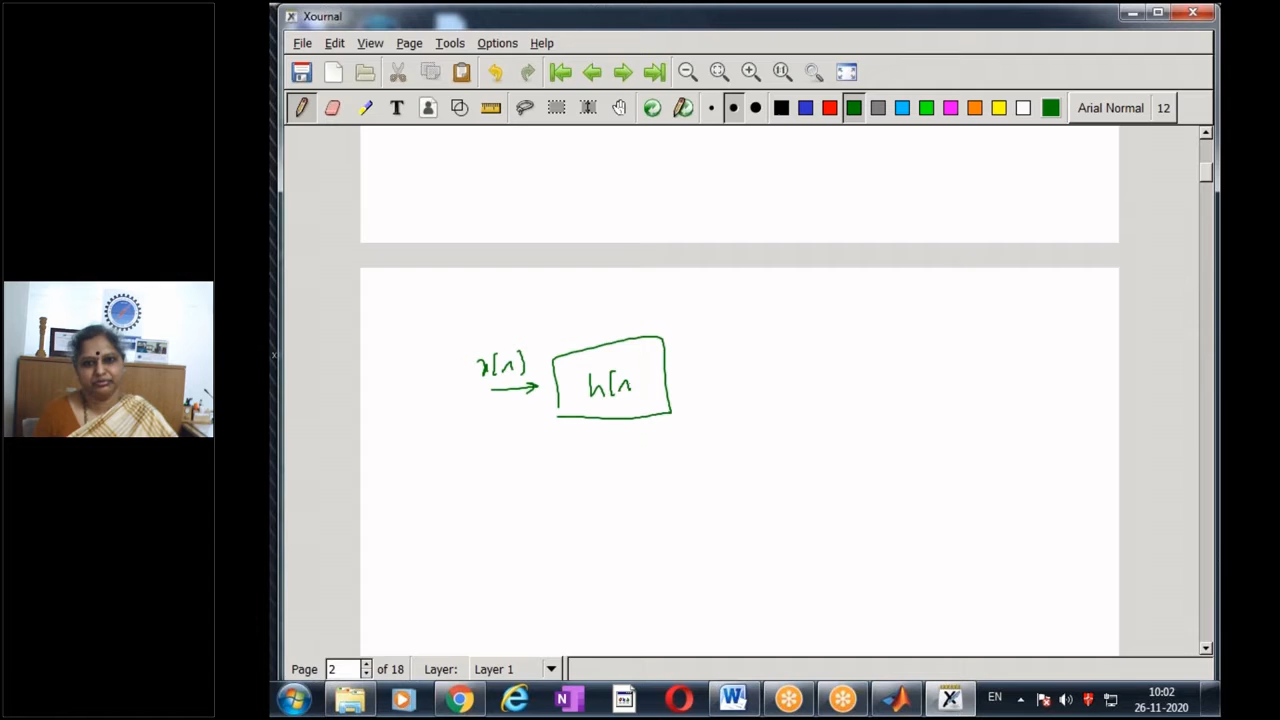 Xournal
File Edit View Page Tools Options Help
Arial Normal 12
x[n]
h[n
Page 2 of 18 Layer: Layer 1
EN
10:02
26-11-2020